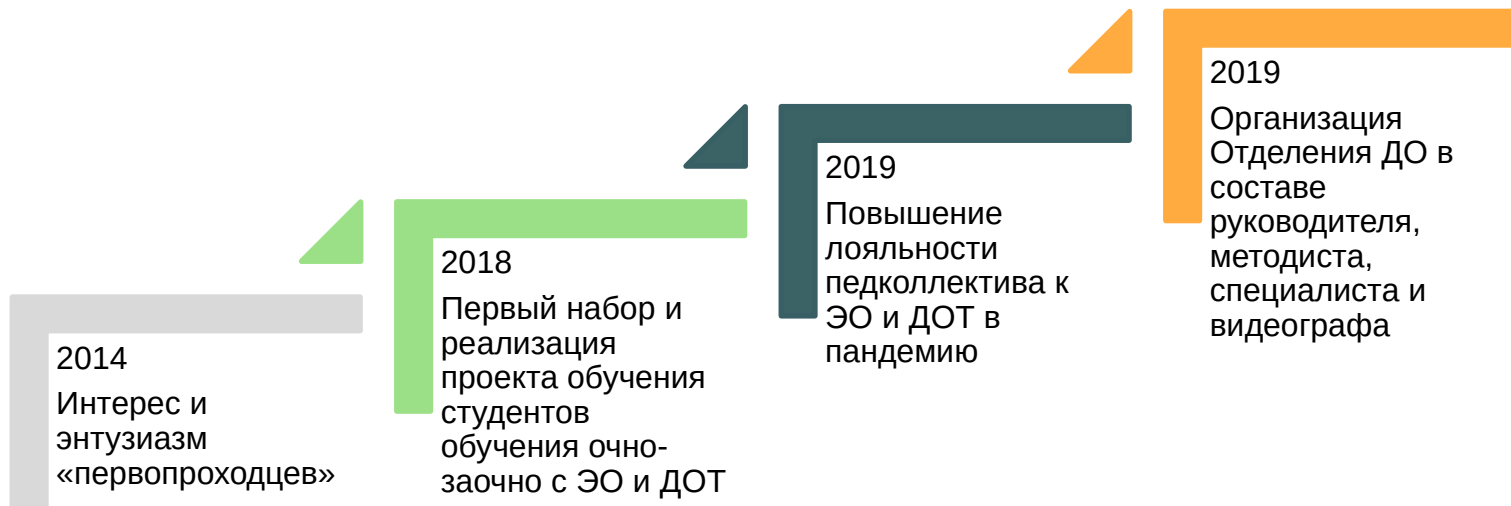 2014
Интерес и
энтузиазм
«первопроходцев»
2018
Первый набор и
реализация
проекта обучения
студентов
обучения очно-
заочно с ЭО и ДОТ
2019
Повышение
лояльности
педколлектива к
ЭО и ДОТ в
пандемию
2019
Организация
Отделения ДО в
составе
руководителя,
методиста,
специалиста и
видеографа